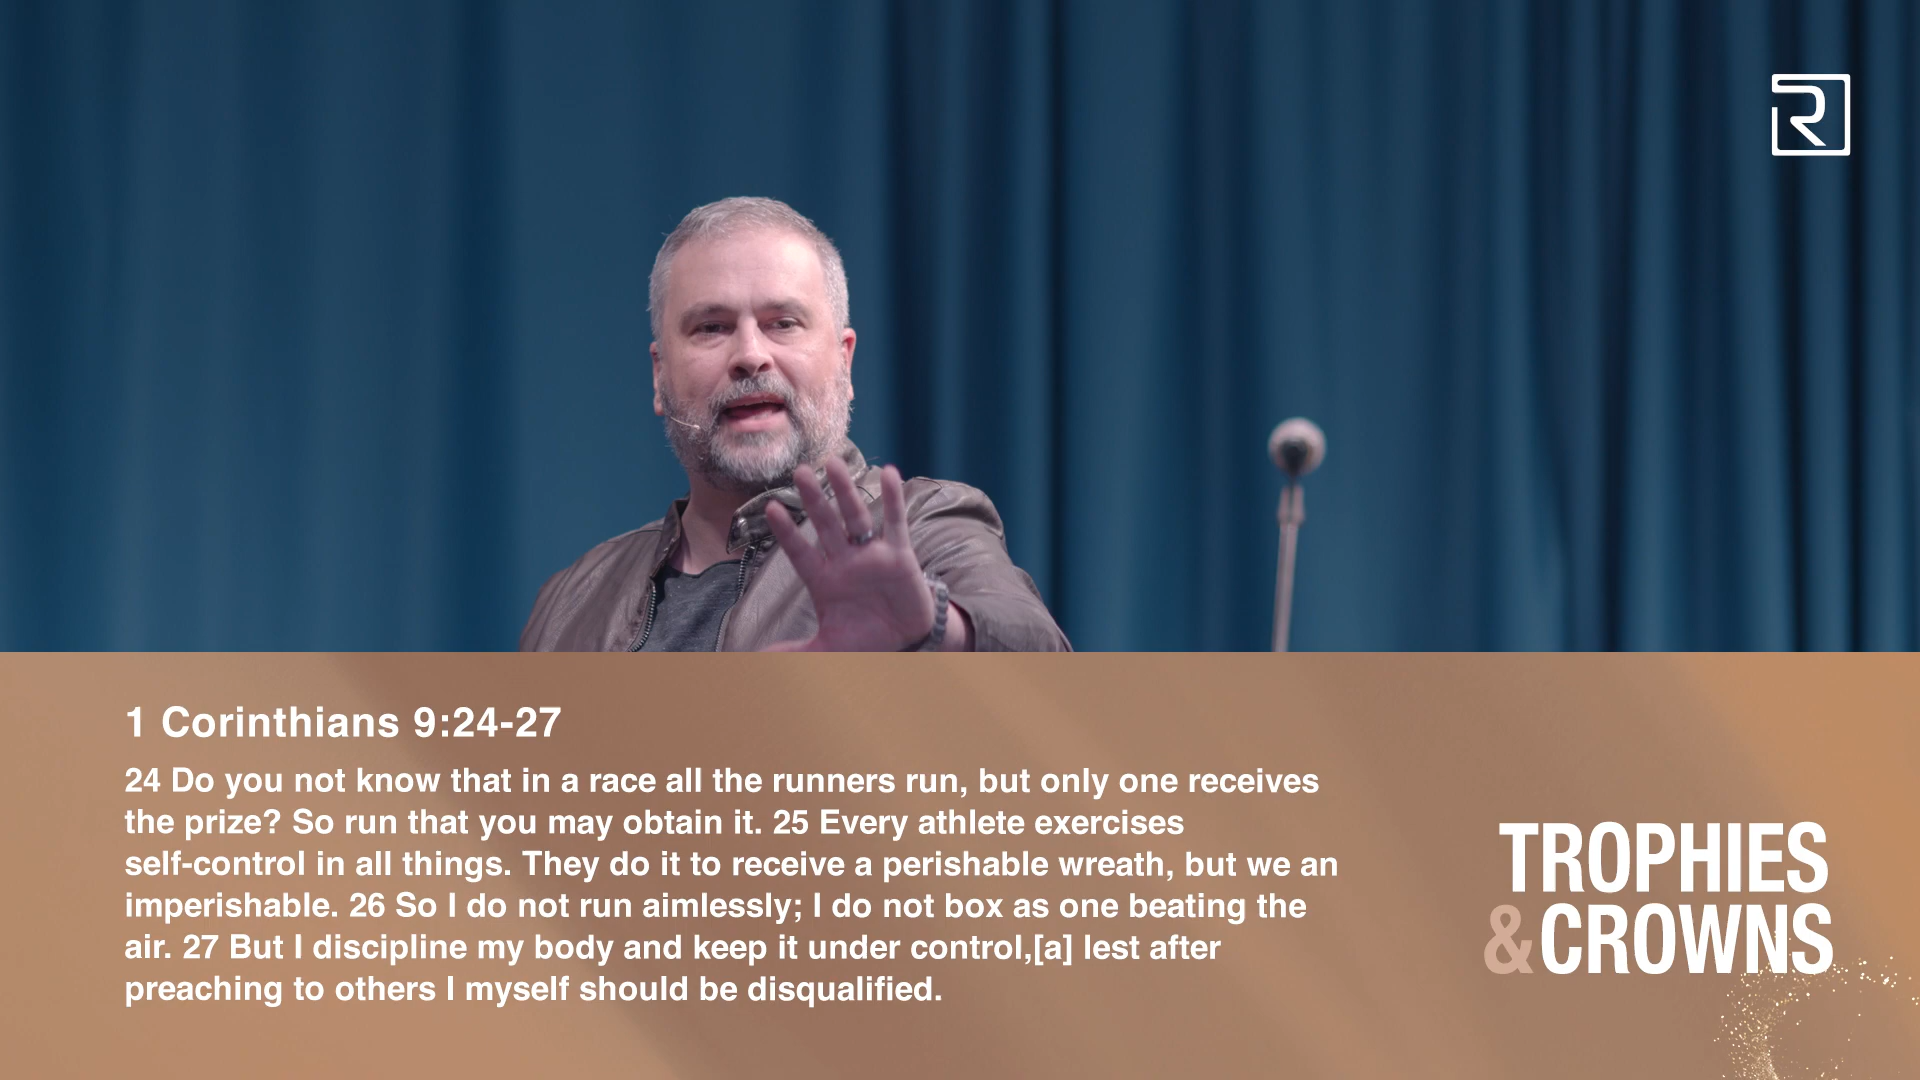 R
1 Corinthians 9:24-27
24 Do you not know that in a race all the runners run, but only one receives
the prize? So run that you may obtain it. 25 Every athlete exercises
self-control in all things. They do it to receive a perishable wreath, but we an
imperishable. 26 So I do not run aimlessly; I do not box as one beating the
air. 27 But I discipline my body and keep it under control,[a] lest after
preaching to others I myself should be disqualified.
TROPHIES
&CROWNS